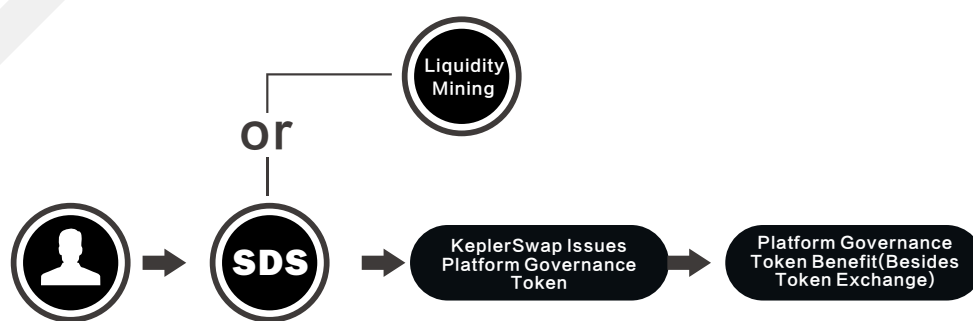 Liquidity
Mining
or
SDS
KeplerSwap Issues
Platform Governance
Token
Platform Governance
Token Benefit(Besides
Token Exchange)